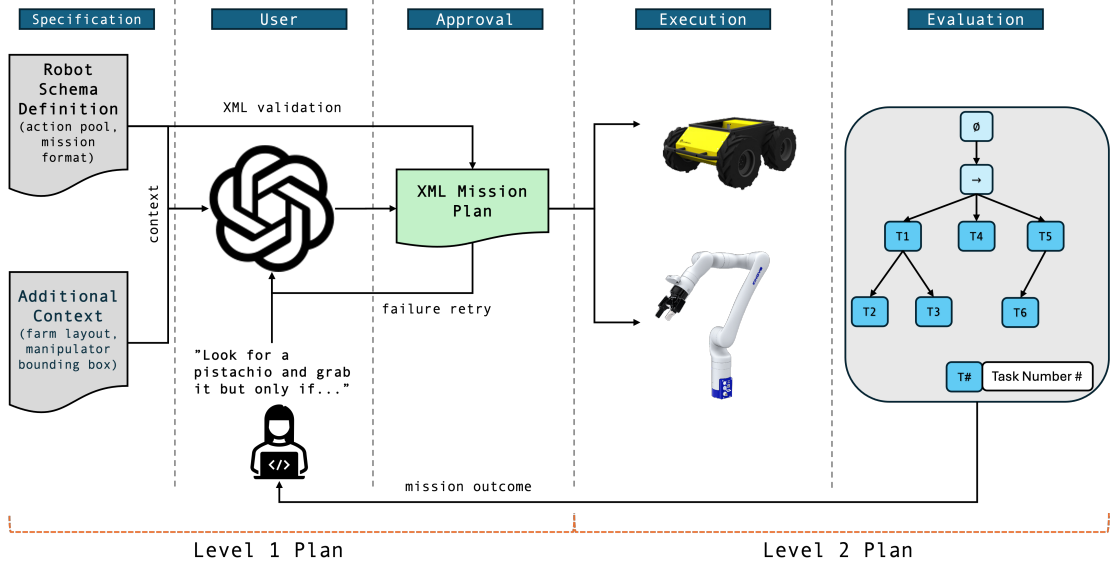 Specification
User
Approval
Execution
Evaluation
Robot
Schema
Definition
(action pool,
mission
format)
XML validation
context
XML Mission
Plan
failure retry
Additional
Context
(farm layout,
manipulator
bounding box)
"Look for a
pistachio and grab
it but only if..."
</>
mission outcome
Ø
→
T1
T4
T5
T2
T3
T6
T#
Task Number #
Level 1 Plan
Level 2 Plan